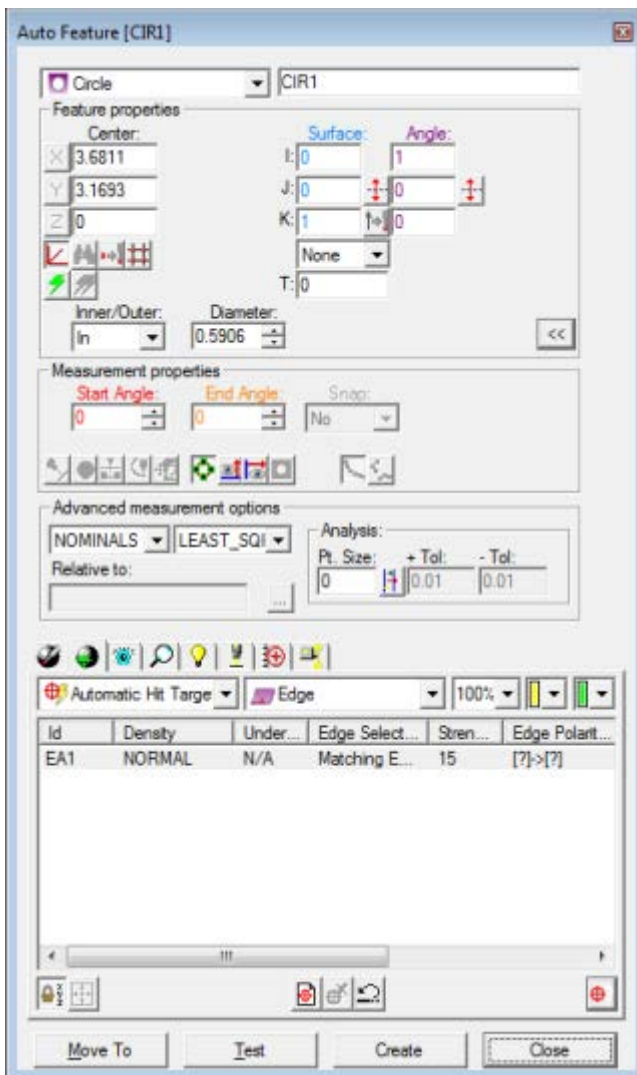 Auto Feature [CIR1]
Circle CIR1
Feature properties
Center: Surface: Angle:
X 3.6811 I: 0 1
Y 3.1693 J: 0 0
Z 0 K: 1 0
None
T: 0
Inner/Outer: Diameter:
In 0.5906 <<
Measurement properties
Start Angle: End Angle: Snap:
0 0 No
Advanced measurement options
NOMINALS LEAST_SQI Analysis:
Pt. Size: + Tol: - Tol:
Relative to: 0 0.01 0.01
...
Automatic Hit Targe Edge 100%
Id Density Under... Edge Select... Stren... Edge Polarit...
EA1 NORMAL N/A Matching E... 15 [?]->[?]
Move To Test Create Close